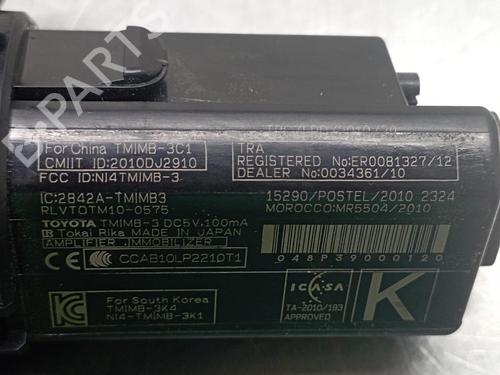 For China TMIMB-3C1
CMIIT ID:2010DJ2910
FCC ID:NI4TMIMB-3
IC:2842A-TMIMB3
RLVTOTM10-0575
TOYOTA TMIMB-3 DC5V,100mA
Tokai Rika MADE IN JAPAN
AMPLIFIER ,IMMOBILIZER
CCAB10LP2210T1
For South Korea
TMIMB-3K4
NI4-TMIMB-3K1
TRA
REGISTERED No:ER0081327/12
DEALER No:0034361/10
15290/POSTEL/2010 2324
MOROCCO:MR5504/2010
048P39000120
ICASA
TA-2010/193
APPROVED
K
PARTS